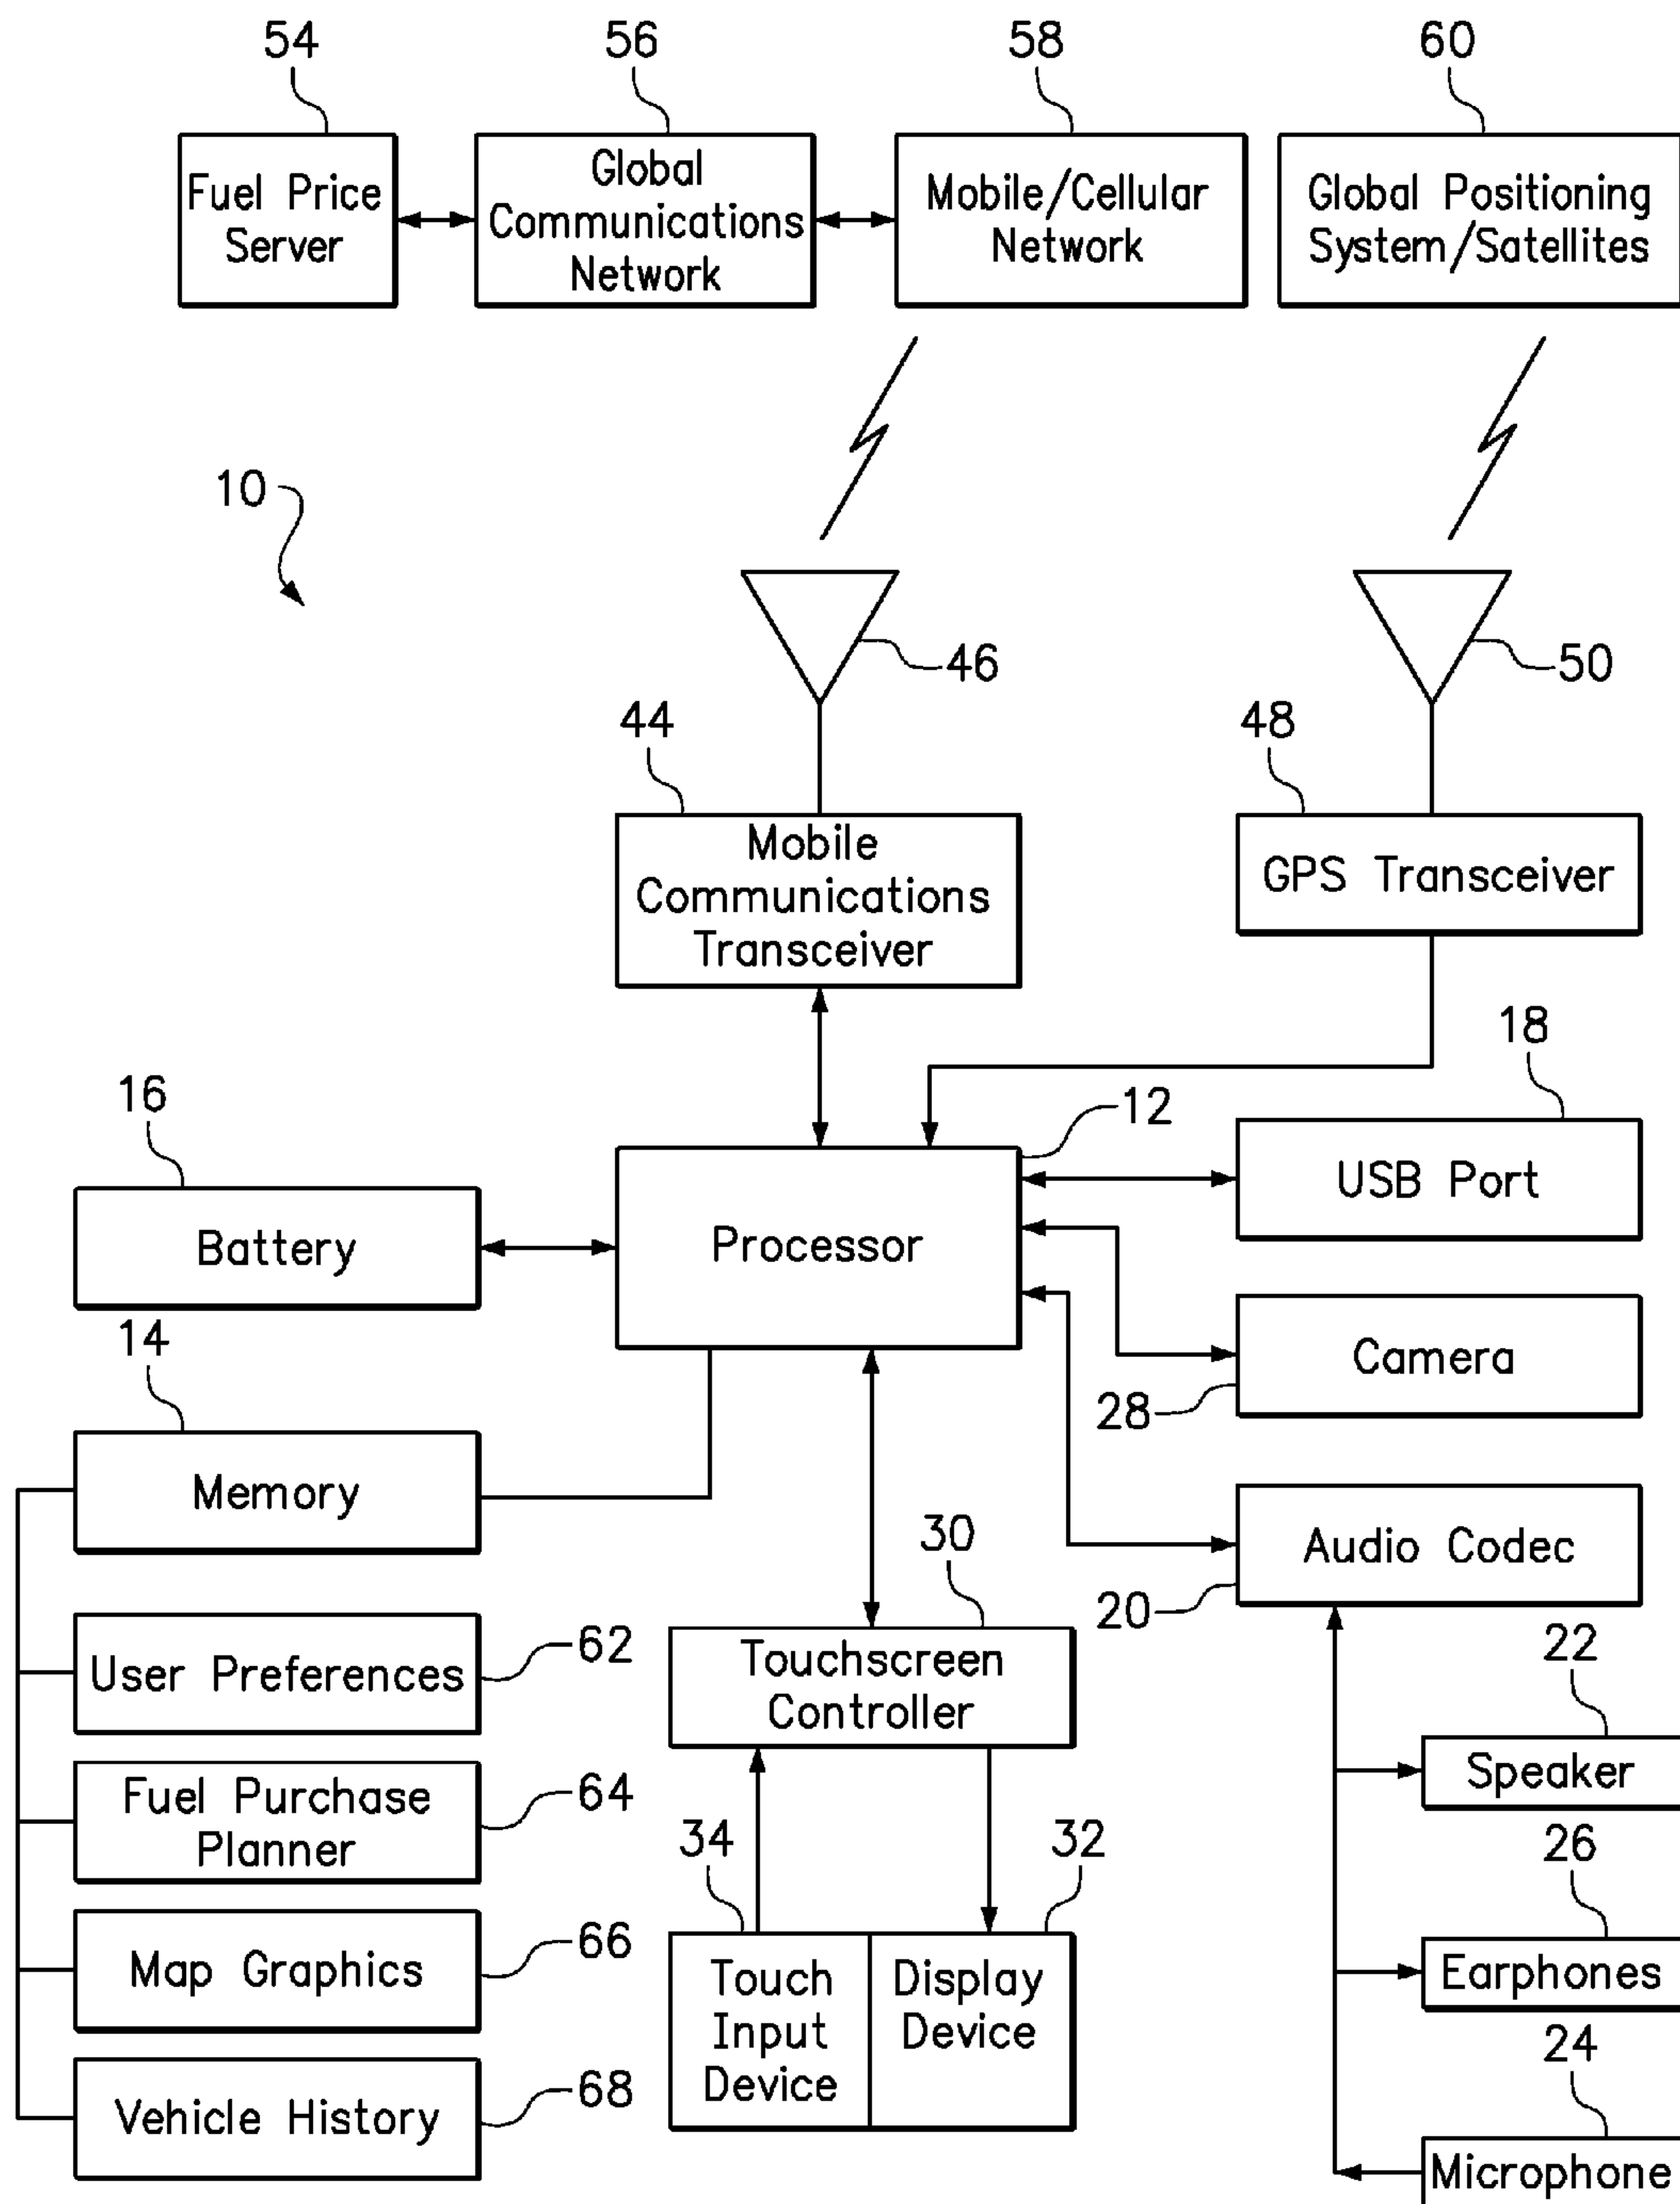 54
56
58
60
Fuel Price
Server
Global
Communications
Network
Mobile/Cellular
Network
Global Positioning
System/Satellites
10
46
50
44
48
Mobile
Communications
Transceiver
GPS Transceiver
18
16
12
USB Port
Battery
Processor
14
Camera
28
Memory
30
Audio Codec
20
User Preferences
62
Touchscreen
Controller
22
Speaker
Fuel Purchase
Planner
64
34
32
26
Map Graphics
66
Touch
Input
Device
Display
Device
Earphones
24
Vehicle History
68
Microphone